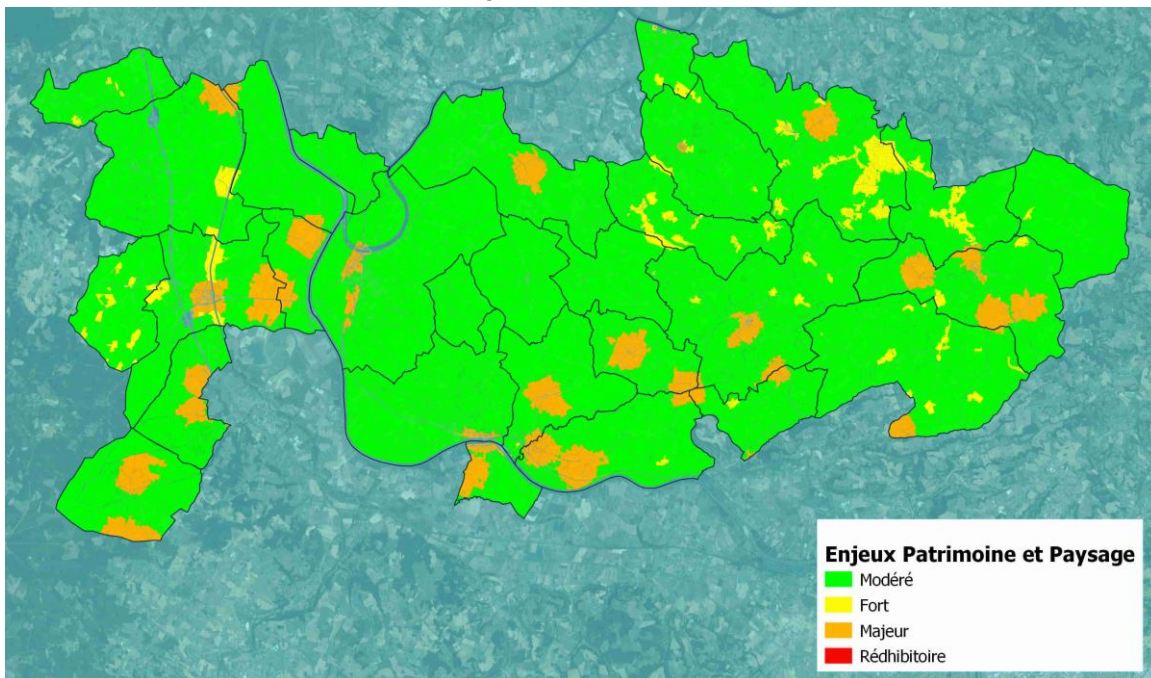 Enjeux Patrimoine et Paysage
Modéré
Fort
Majeur
Rédhibitoire